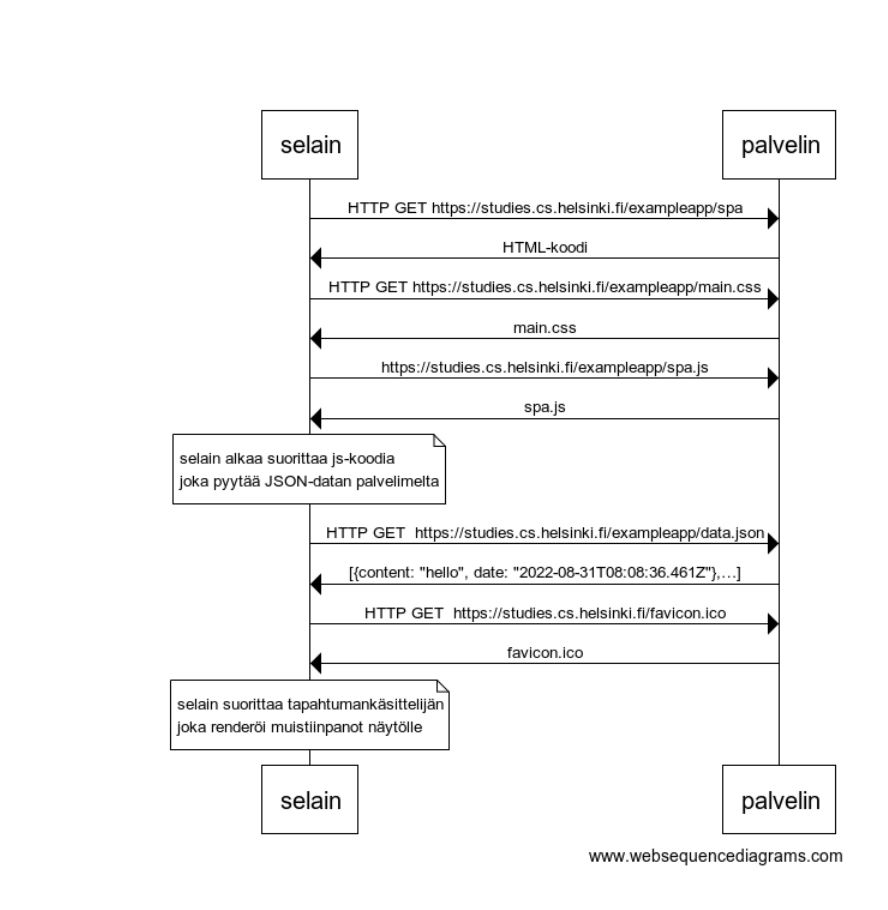 selain palvelin
HTTP GET https://studies.cs.helsinki.fi/exampleapp/spa
HTML-koodi
HTTP GET https://studies.cs.helsinki.fi/exampleapp/main.css
main.css
https://studies.cs.helsinki.fi/exampleapp/spa.js
spa.js
selain alkaa suorittaa js-koodia
joka pyytää JSON-datan palvelimelta
HTTP GET  https://studies.cs.helsinki.fi/exampleapp/data.json
[{content: "hello", date: "2022-08-31T08:08:36.461Z"},…]
HTTP GET  https://studies.cs.helsinki.fi/favicon.ico
favicon.ico
selain suorittaa tapahtumankäsittelijän
joka renderöi muistiinpanot näytölle
selain palvelin
www.websequencediagrams.com